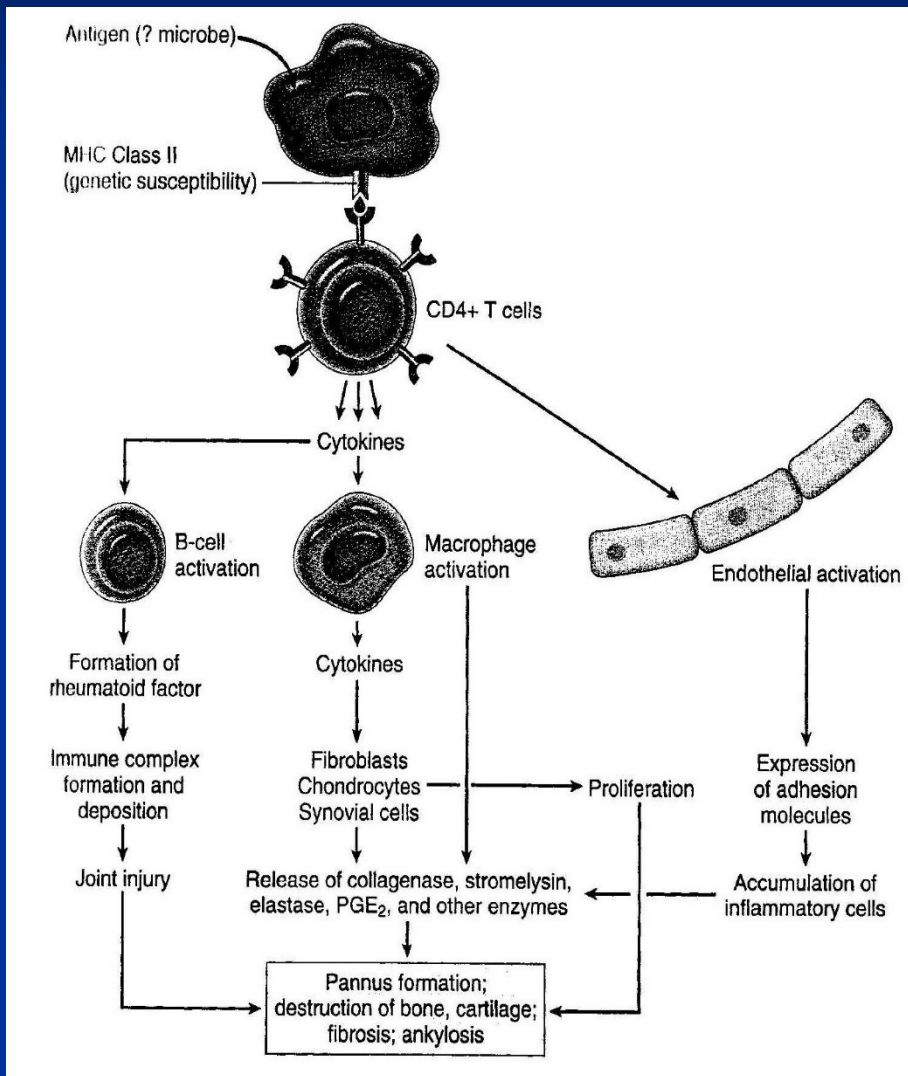 Antigen (? microbe)
MHC Class II
(genetic susceptibility)
CD4+ T cells
Cytokines
B-cell
activation
Macrophage
activation
Endothelial activation
Formation of
rheumatoid factor
Cytokines
Immune complex
formation and
deposition
Fibroblasts
Chondrocytes
Synovial cells
Proliferation
Expression
of adhesion
molecules
Joint injury
Release of collagenase, stromelysin,
elastase, PGE₂, and other enzymes
Accumulation of
inflammatory cells
Pannus formation;
destruction of bone, cartilage;
fibrosis; ankylosis